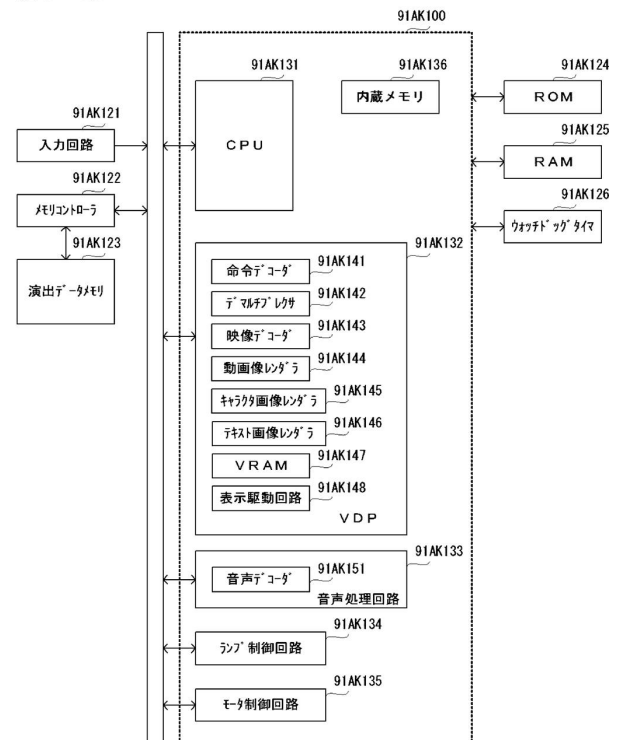 91AK100
91AK131
CPU
91AK136
内蔵メモリ
91AK124
ROM
91AK121
入力回路
91AK125
RAM
91AK122
メモリコントローラ
91AK126
ウォッチドッグタイマ
91AK123
演出データメモリ
91AK132
91AK141
命令デコーダ
91AK142
デマルチプレクサ
91AK143
映像デコーダ
91AK144
動画像レンダラ
91AK145
キャラクタ画像レンダラ
91AK146
テキスト画像レンダラ
91AK147
VRAM
91AK148
表示駆動回路
VDP
91AK133
91AK151
音声デコーダ
音声処理回路
91AK134
ランプ制御回路
91AK135
モータ制御回路